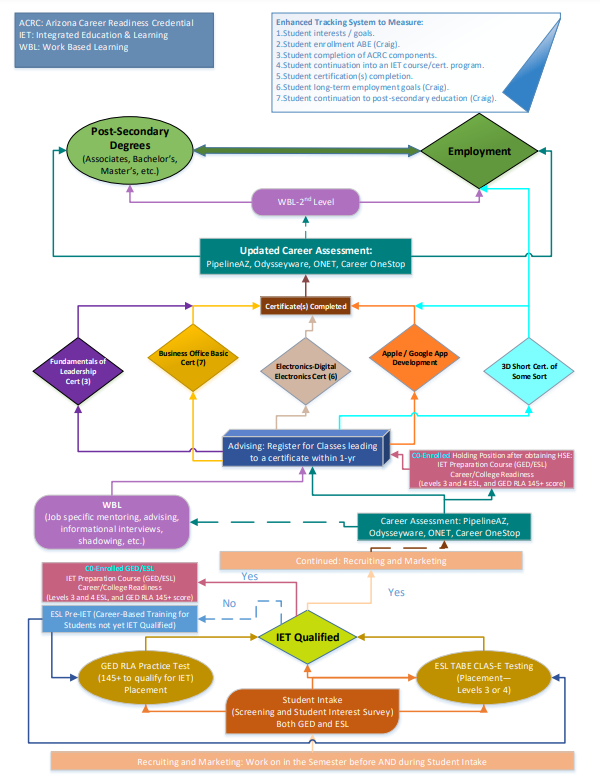 ACRC: Arizona Career Readiness Credential
IET: Integrated Education & Learning
WBL: Work Based Learning
Enhanced Tracking System to Measure:
1.Student interests / goals.
2.Student enrollment ABE (Craig).
3.Student completion of ACRC components.
4.Student continuation into an IET course/cert. program.
5.Student certification(s) completion.
6.Student long-term employment goals (Craig).
7.Student continuation to post-secondary education (Craig).
Post-Secondary
Degrees
(Associates, Bachelor's,
Master's, etc.)
Employment
WBL-2nd Level
Updated Career Assessment:
PipelineAZ, Odysseyware, ONET, Career OneStop
Certificate(s) Completed
Fundamentals of
Leadership
Cert (3)
Business Office Basic
Cert (7)
Electronics-Digital
Electronics Cert (6)
Apple / Google App
Development
3D Short Cert. of
Some Sort
Advising: Register for Classes leading
to a certificate within 1-yr
C0-Enrolled Holding Position after obtaining HSE:
IET Preparation Course (GED/ESL)
Career/College Readiness
(Levels 3 and 4 ESL, and GED RLA 145+ score)
WBL
(Job specific mentoring, advising,
informational interviews,
shadowing, etc.)
Career Assessment: PipelineAZ,
Odysseyware, ONET, Career OneStop
Continued: Recruiting and Marketing
C0-Enrolled GED/ESL
IET Preparation Course (GED/ESL)
Career/College Readiness
(Levels 3 and 4 ESL, and GED RLA 145+ score)
Yes
Yes
No
ESL Pre-IET (Career-Based Training for
Students not yet IET Qualified)
IET Qualified
GED RLA Practice Test
(145+ to qualify for IET)
Placement
ESL TABE CLAS-E Testing
(Placement—
Levels 3 or 4)
Student Intake
(Screening and Student Interest Survey)
Both GED and ESL
Recruiting and Marketing: Work on in the Semester before AND during Student Intake